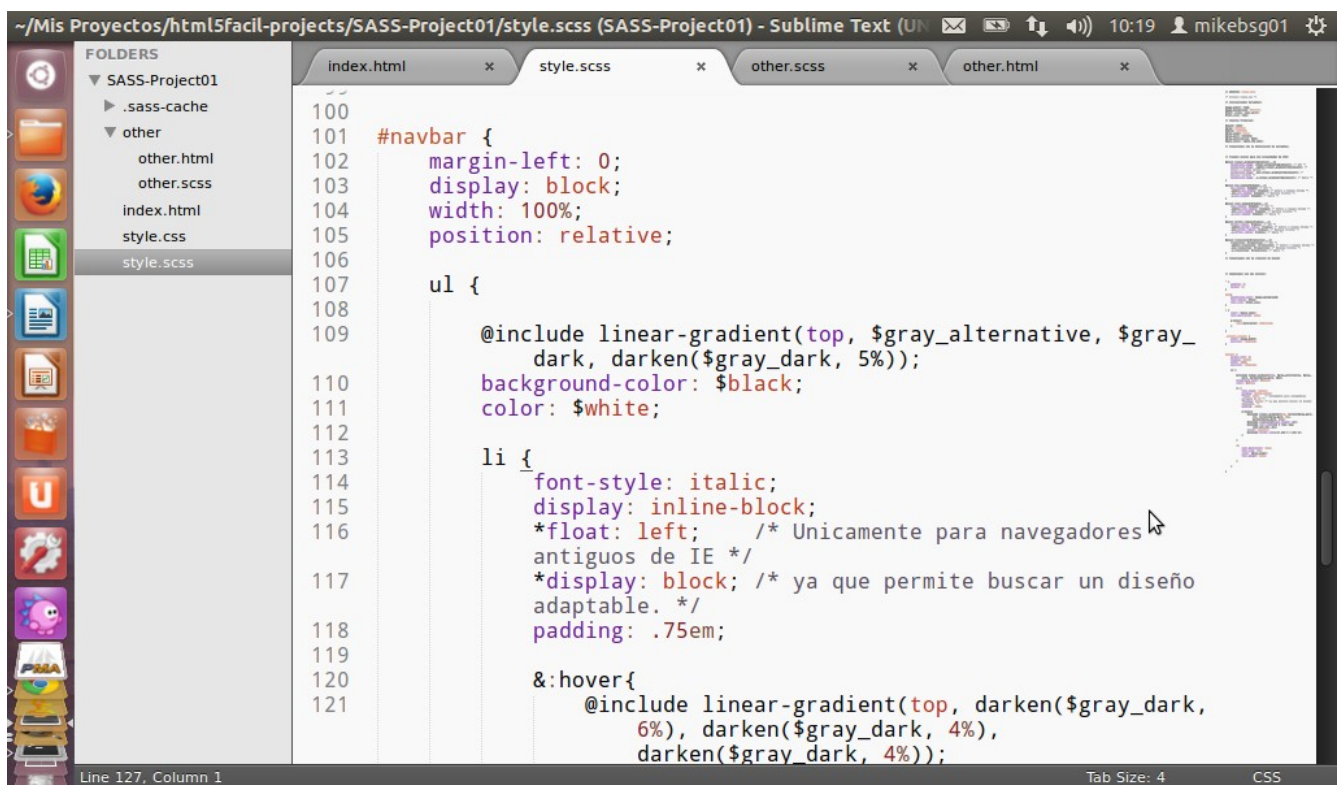 ~/Mis Proyectos/html5facil-projects/SASS-Project01/style.scss (SASS-Project01) - Sublime Text (UN
10:19 mikebsg01
FOLDERS
SASS-Project01
.sass-cache
other
other.html
other.scss
index.html
style.css
style.scss
index.html × style.scss × other.scss × other.html ×
100
101 #navbar {
102 margin-left: 0;
103 display: block;
104 width: 100%;
105 position: relative;
106
107 ul {
108
109 @include linear-gradient(top, $gray_alternative, $gray_
dark, darken($gray_dark, 5%));
110 background-color: $black;
111 color: $white;
112
113 li {
114 font-style: italic;
115 display: inline-block;
116 *float: left; /* Unicamente para navegadores
antiguos de IE */
117 *display: block; /* ya que permite buscar un diseño
adaptable. */
118 padding: .75em;
119
120 &:hover{
121 @include linear-gradient(top, darken($gray_dark,
6%), darken($gray_dark, 4%),
darken($gray_dark, 4%));
PMA
Line 127, Column 1
Tab Size: 4 CSS